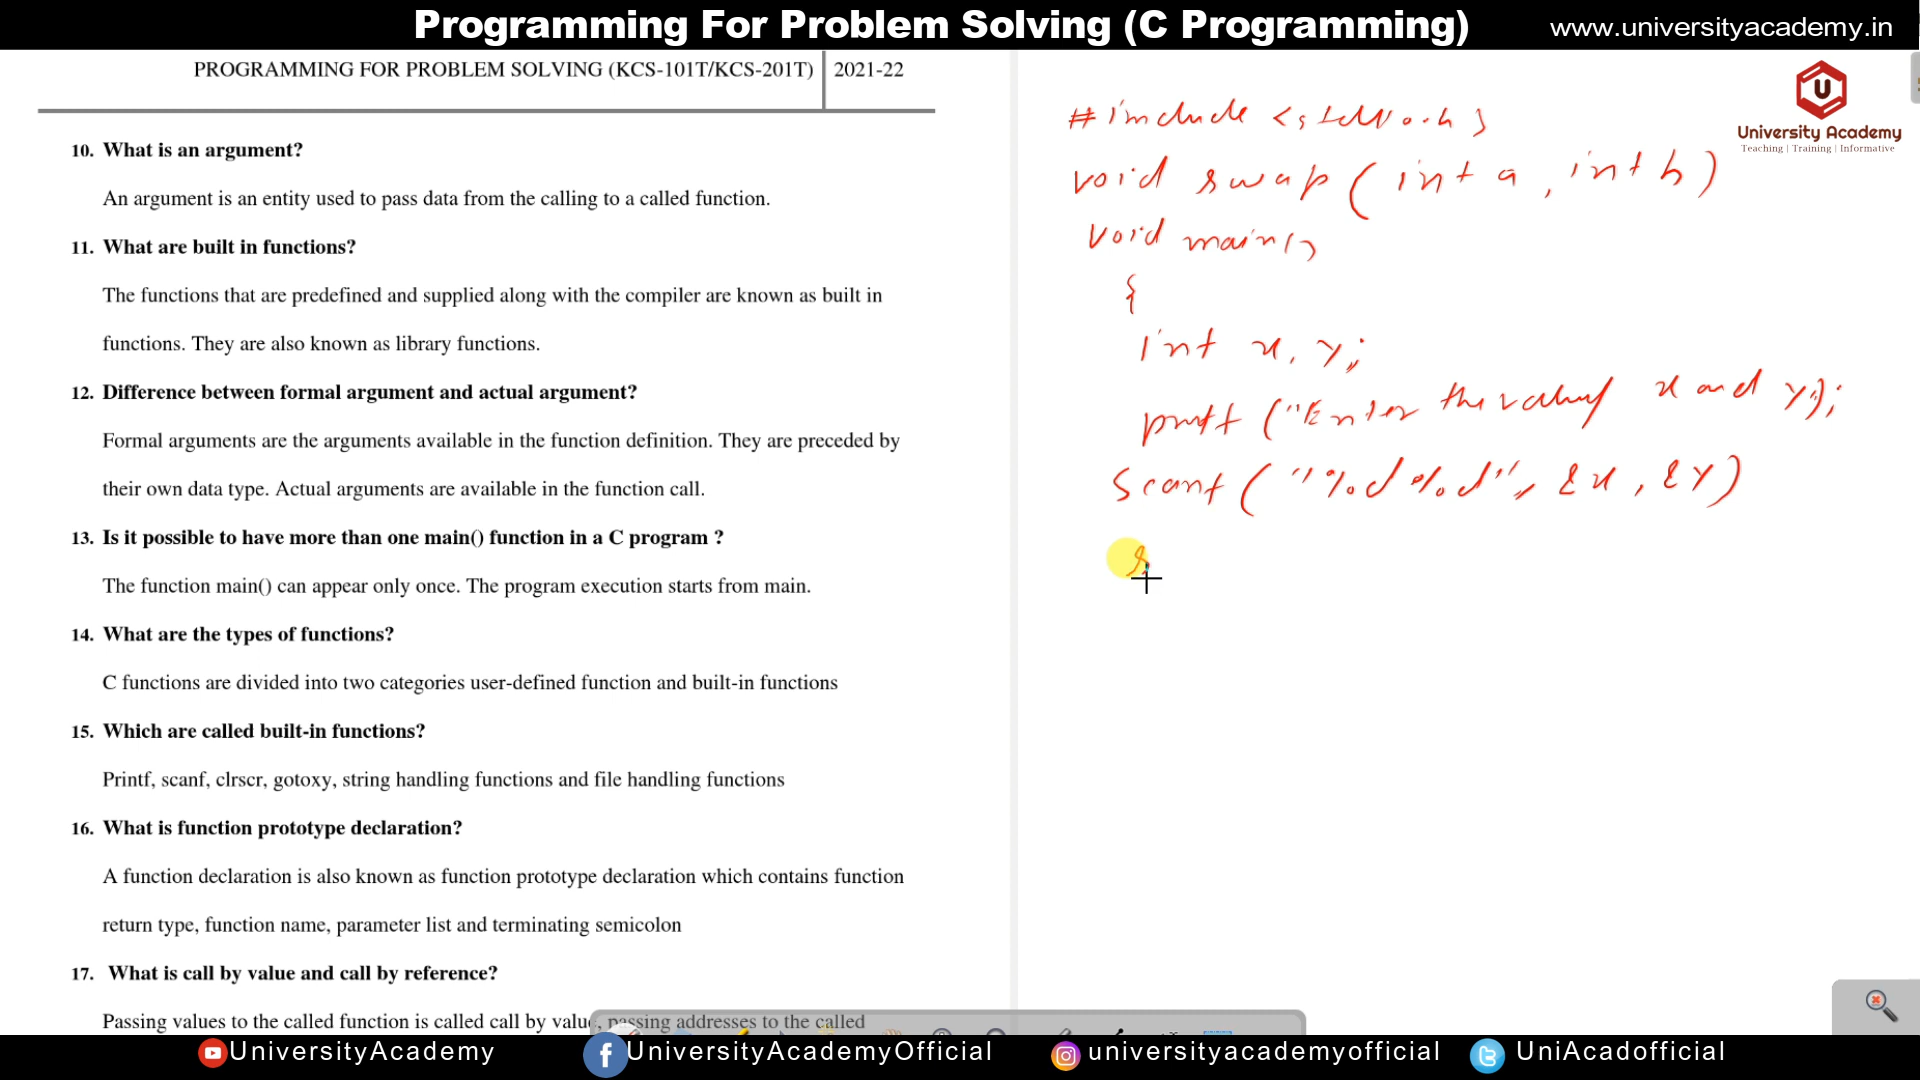 Programming For Problem Solving (C Programming)
www.universityacademy.in
PROGRAMMING FOR PROBLEM SOLVING (KCS-101T/KCS-201T) 2021-22
10. What is an argument?
An argument is an entity used to pass data from the calling to a called function.
11. What are built in functions?
The functions that are predefined and supplied along with the compiler are known as built in
functions. They are also known as library functions.
12. Difference between formal argument and actual argument?
Formal arguments are the arguments available in the function definition. They are preceded by
their own data type. Actual arguments are available in the function call.
13. Is it possible to have more than one main() function in a C program ?
The function main() can appear only once. The program execution starts from main.
14. What are the types of functions?
C functions are divided into two categories user-defined function and built-in functions
15. Which are called built-in functions?
Printf, scanf, clrscr, gotoxy, string handling functions and file handling functions
16. What is function prototype declaration?
A function declaration is also known as function prototype declaration which contains function
return type, function name, parameter list and terminating semicolon
17. What is call by value and call by reference?
Passing values to the called function is called call by value, passing addresses to the called
U
University Academy
Teaching | Training | Informative
#include <stdio.h>
void swap (int a, int b)
void main()
{
int x, y;
printf ("Enter the value of x and y");
Scanf ("%d%d", &x, &y)
s
UniversityAcademy
UniversityAcademyOfficial
universityacademyofficial
UniAcadofficial